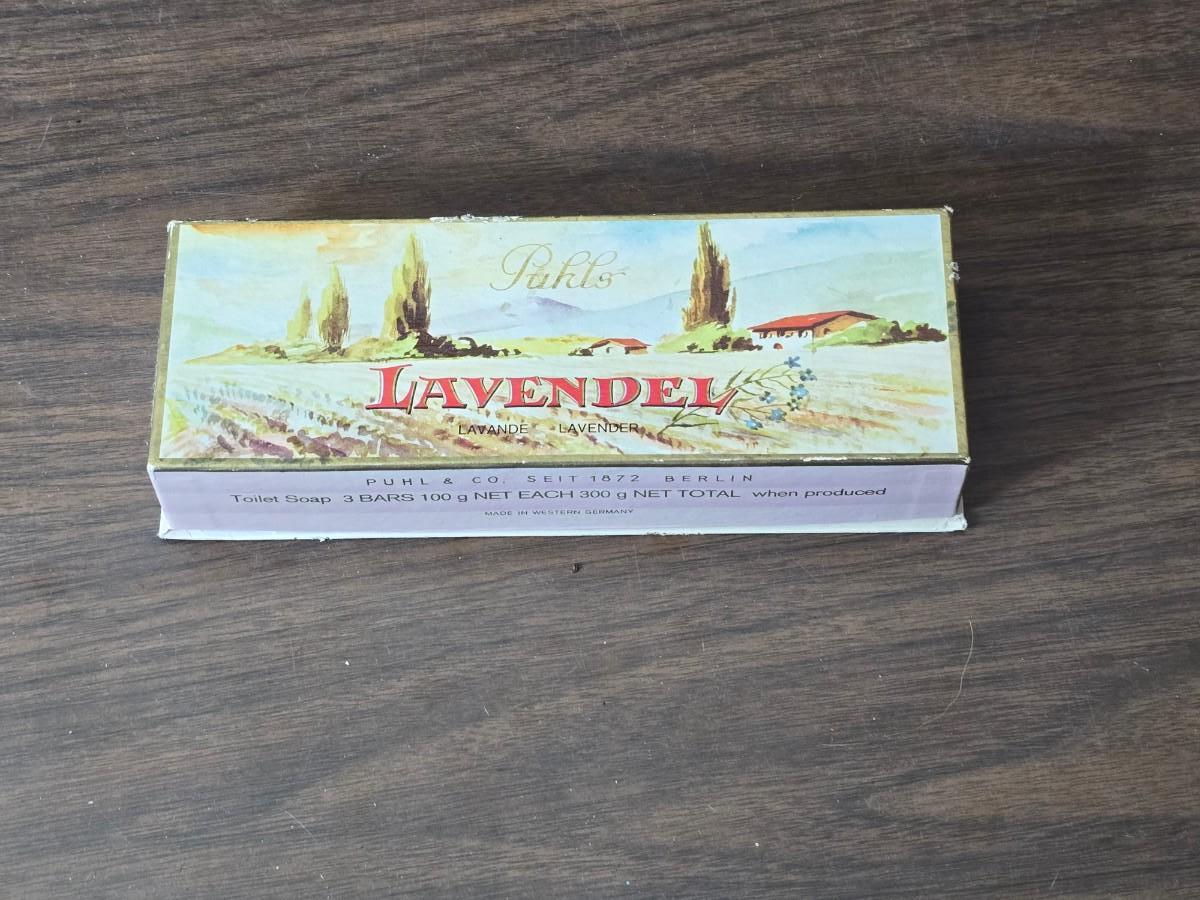 Puhls
LAVENDEL
LAVANDE LAVENDER
PUHL & CO. SEIT 1872 BERLIN
Toilet Soap 3 BARS 100 g NET EACH 300 g NET TOTAL when produced
MADE IN WESTERN GERMANY